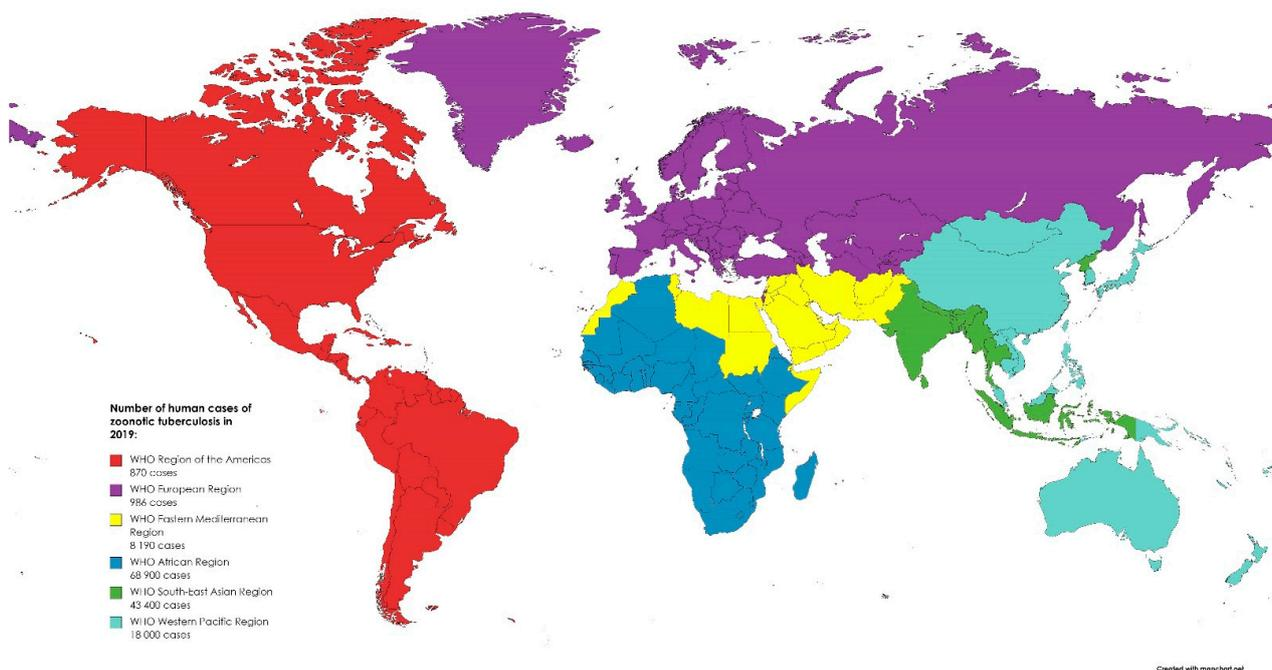 Number of human cases of
zoonotic tuberculosis in
2019:
WHO Region of the Americas
870 cases
WHO European Region
986 cases
WHO Eastern Mediterranean
Region
8 190 cases
WHO African Region
68 900 cases
WHO South-East Asian Region
43 400 cases
WHO Western Pacific Region
18 000 cases
Created with mapchart.net